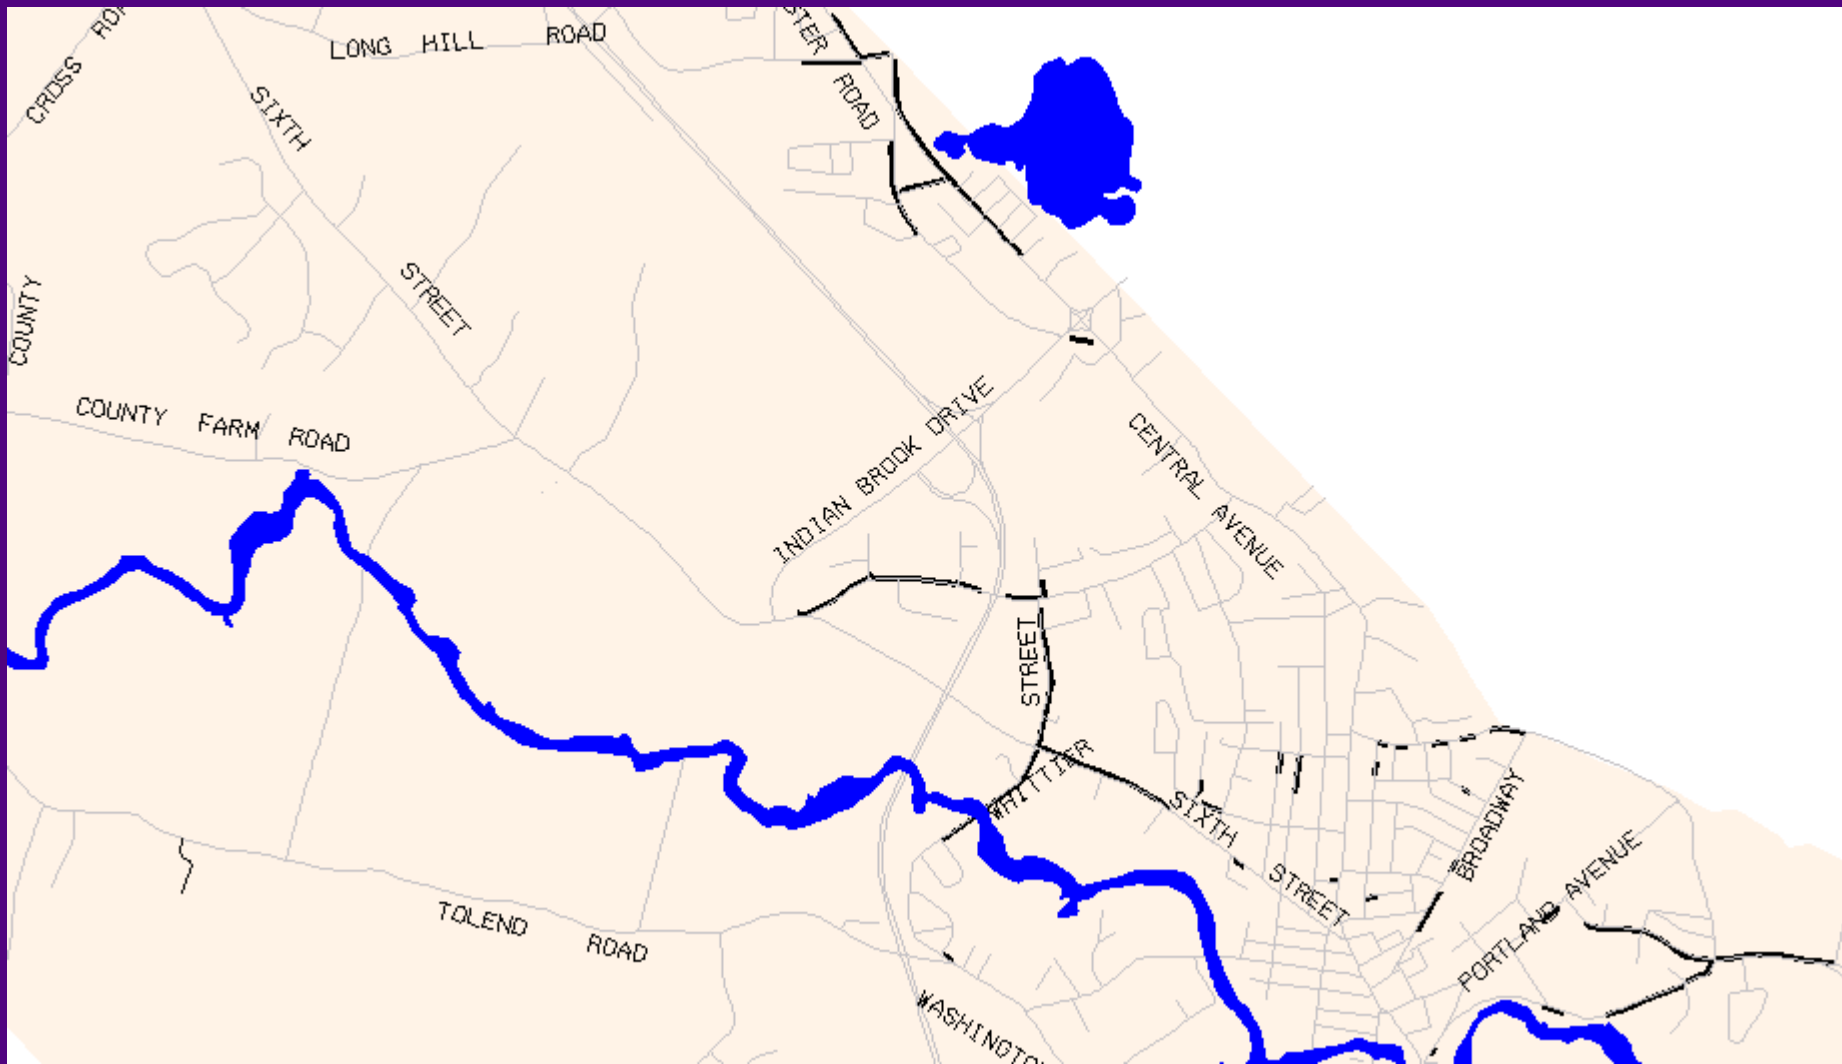 LONG HILL ROAD
CROSS
SIXTH
ROAD
STREET
COUNTY
COUNTY FARM ROAD
INDIAN BROOK DRIVE
CENTRAL AVENUE
STREET
WHITTIER
SIXTH STREET
BROADWAY
PORTLAND AVENUE
TOLEND ROAD